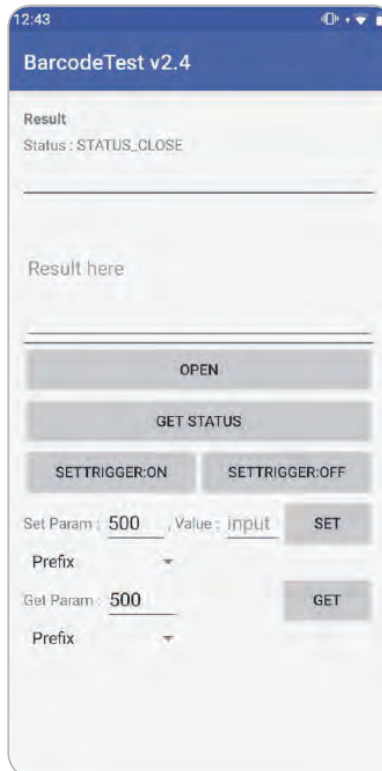 12:43
BarcodeTest v2.4
Result
Status : STATUS_CLOSE
Result here
OPEN
GET STATUS
SETTRIGGER:ON SETTRIGGER:OFF
Set Param : 500 , Value : input SET
Prefix
Get Param : 500 GET
Prefix